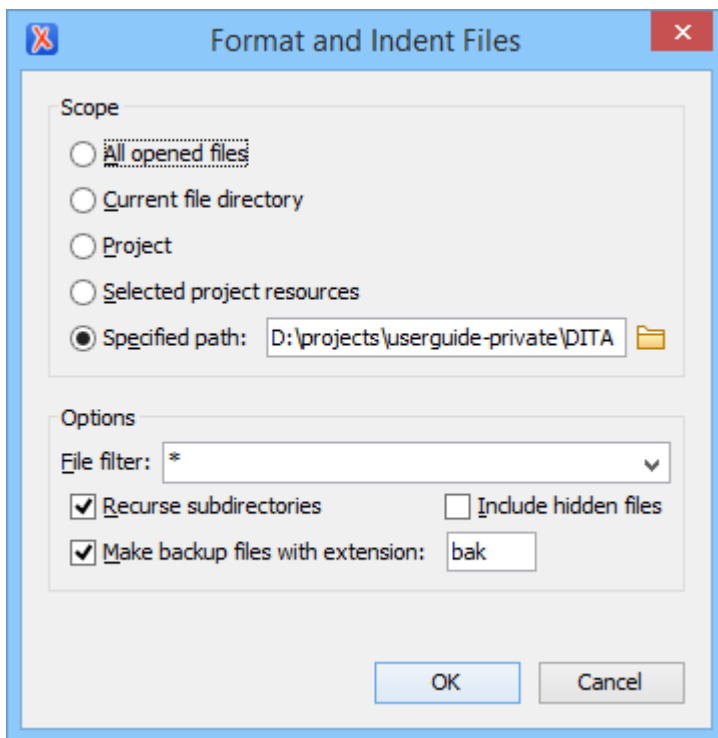 Format and Indent Files
Scope
All opened files
Current file directory
Project
Selected project resources
Specified path: D:\projects\userguide-private\DITA
Options
File filter: *
Recurse subdirectories Include hidden files
Make backup files with extension: bak
OK Cancel